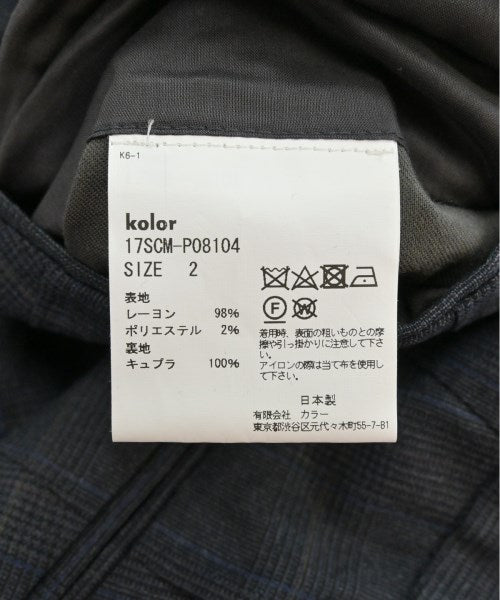 K6-1
kolor
17SCM-P08104
SIZE 2
表地
レーヨン 98%
ポリエステル 2%
裏地
キュプラ 100%
F W
着用時、表面の粗いものとの摩
擦や引っ掛かりに注意して下さい。
アイロンの際は当て布を使用し
て下さい。
日本製
有限会社 カラー
東京都渋谷区元代々木町55-7-B1